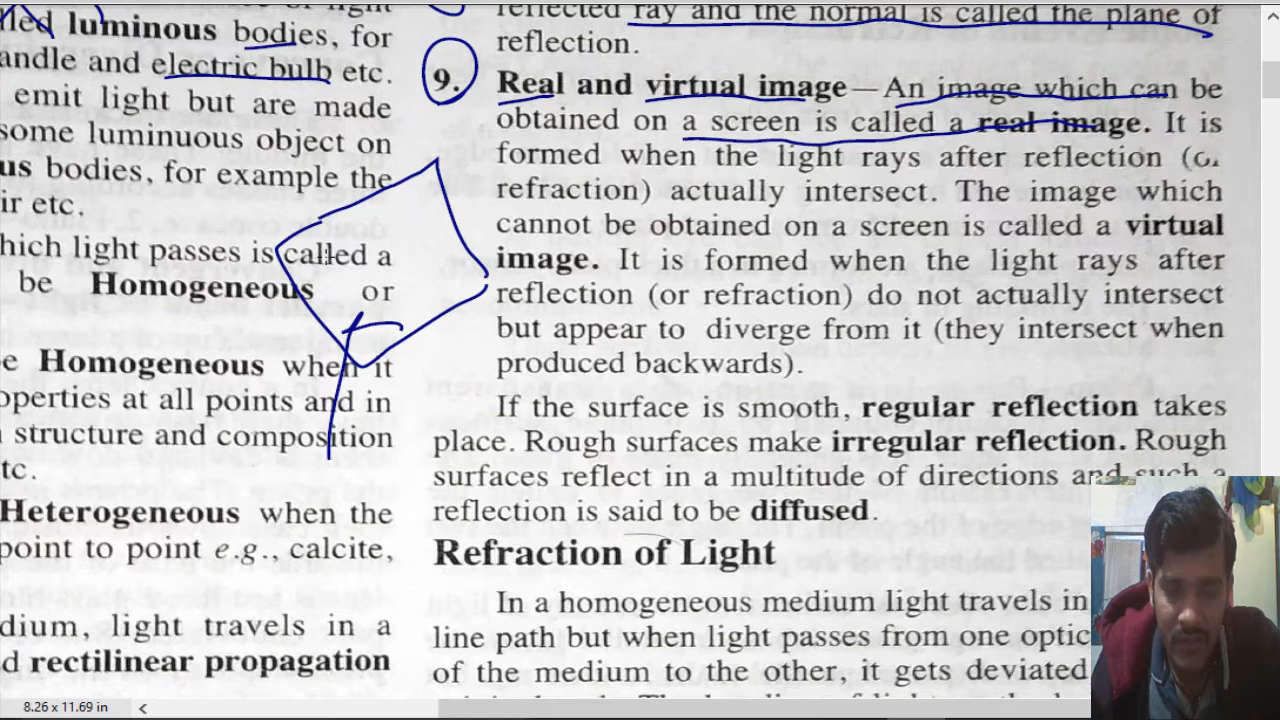 luminous bodies, for
andle and electric bulb etc.
emit light but are made
some luminous object on
us bodies, for example the
ir etc.
hich light passes is called a
be Homogeneous or
e Homogeneous when it
operties at all points and in
structure and composition
tc.
Heterogeneous when the
point to point e.g., calcite,
dium, light travels in a
d rectilinear propagation
reflected ray and the normal is called the plane of
reflection.
9. Real and virtual image—An image which can be
obtained on a screen is called a real image. It is
formed when the light rays after reflection (or
refraction) actually intersect. The image which
cannot be obtained on a screen is called a virtual
image. It is formed when the light rays after
reflection (or refraction) do not actually intersect
but appear to diverge from it (they intersect when
produced backwards).
If the surface is smooth, regular reflection takes
place. Rough surfaces make irregular reflection. Rough
surfaces reflect in a multitude of directions and such a
reflection is said to be diffused.
Refraction of Light
In a homogeneous medium light travels in
line path but when light passes from one optic
of the medium to the other, it gets deviated
8.26 x 11.69 in